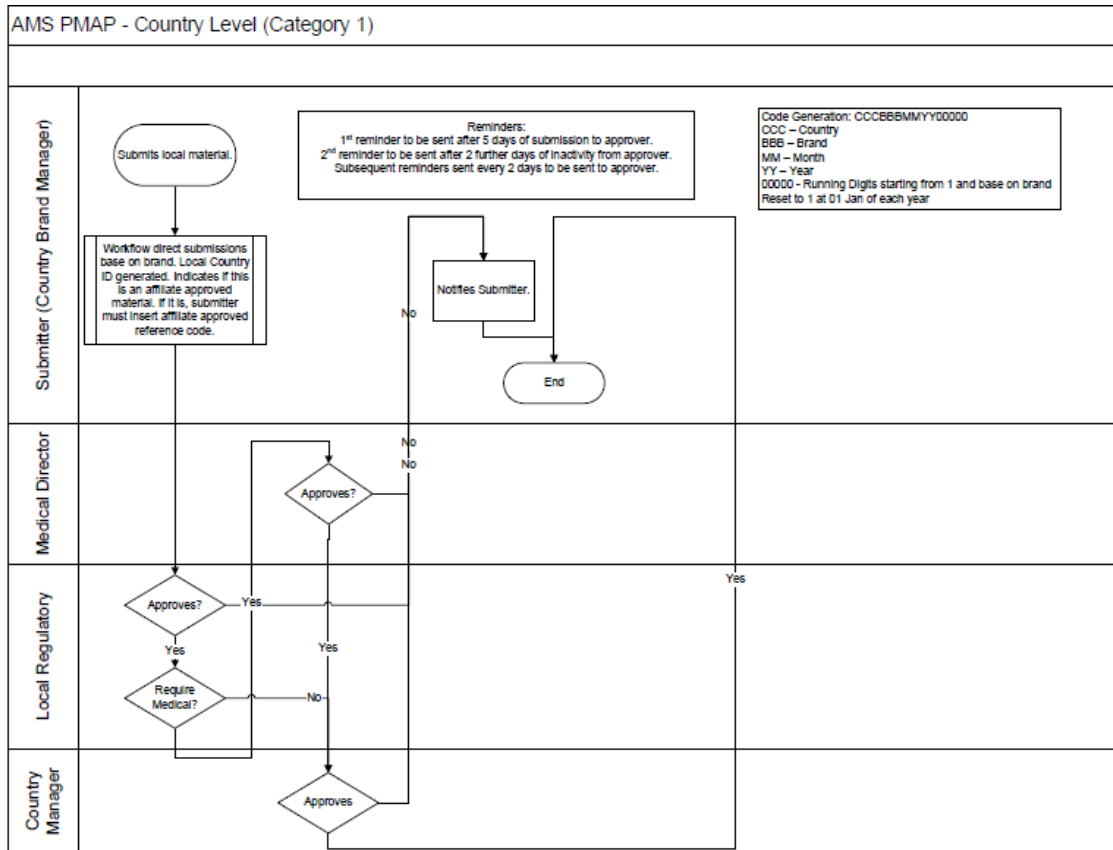 AMS PMAP - Country Level (Category 1)
Submitter (Country Brand Manager)
Submits local material.
Reminders:
1st reminder to be sent after 5 days of submission to approver.
2nd reminder to be sent after 2 further days of inactivity from approver.
Subsequent reminders sent every 2 days to be sent to approver.
Code Generation: CCCBBBMMYY00000
CCC – Country
BBB – Brand
MM – Month
YY – Year
00000 - Running Digits starting from 1 and base on brand
Reset to 1 at 01 Jan of each year
Workflow direct submissions
base on brand. Local Country
ID generated. Indicates if this
is an affiliate approved
material. If it is, submitter
must insert affiliate approved
reference code.
Notifies Submitter.
No
End
Medical Director
No
No
Approves?
Local Regulatory
Approves?
Yes
Yes
Yes
Yes
Require
Medical?
No
Country
Manager
Approves